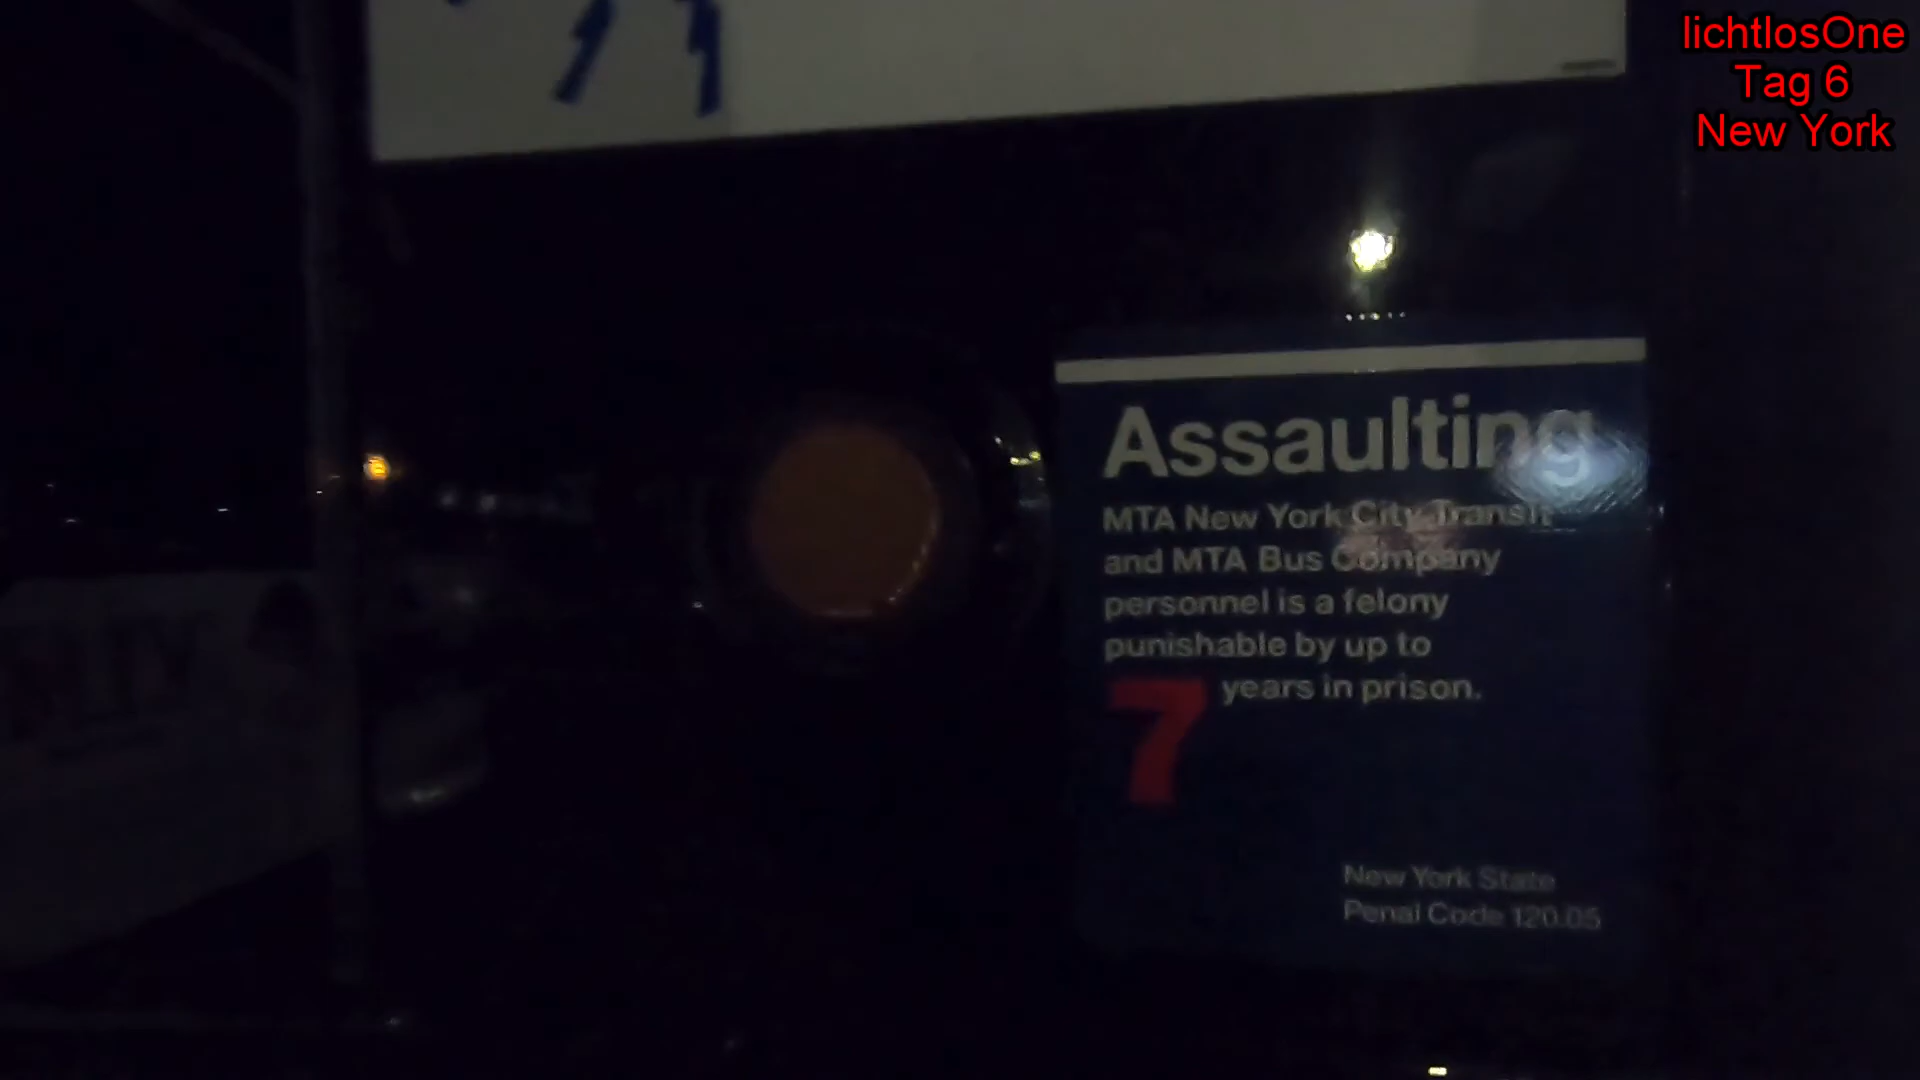 lichtlosOne
Tag 6
New York
Assaulting
MTA New York City Transit
and MTA Bus Company
personnel is a felony
punishable by up to
7 years in prison.
New York State
Penal Code 120.05